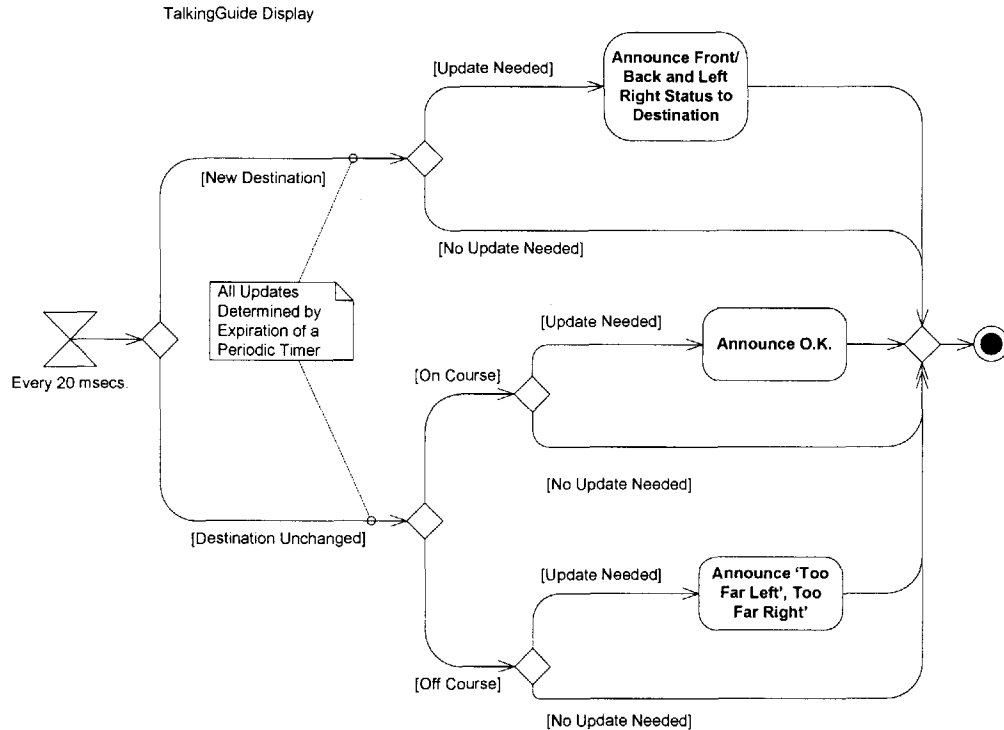 TalkingGuide Display
[Update Needed]
Announce Front/
Back and Left
Right Status to
Destination
[New Destination]
[No Update Needed]
All Updates
Determined by
Expiration of a
Periodic Timer
Every 20 msecs.
[Update Needed]
Announce O.K.
[On Course]
[No Update Needed]
[Destination Unchanged]
[Update Needed]
Announce ‘Too
Far Left’, Too
Far Right’
[Off Course]
[No Update Needed]